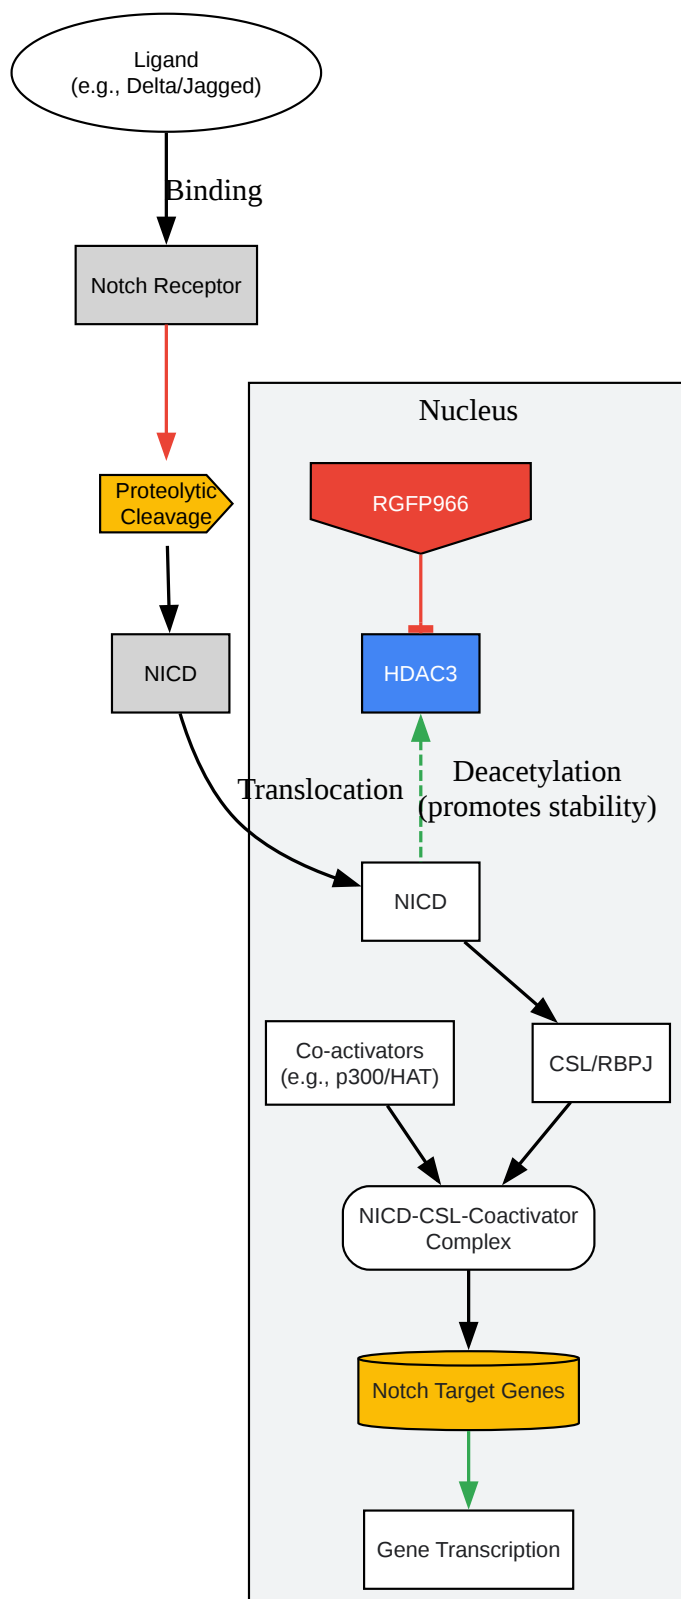 Ligand
(e.g., Delta/Jagged)
Binding
Notch Receptor
Nucleus
Proteolytic
Cleavage
RGFP966
NICD
HDAC3
Translocation
Deacetylation
(promotes stability)
NICD
Co-activators
(e.g., p300/HAT)
CSL/RBPJ
NICD-CSL-Coactivator
Complex
Notch Target Genes
Gene Transcription